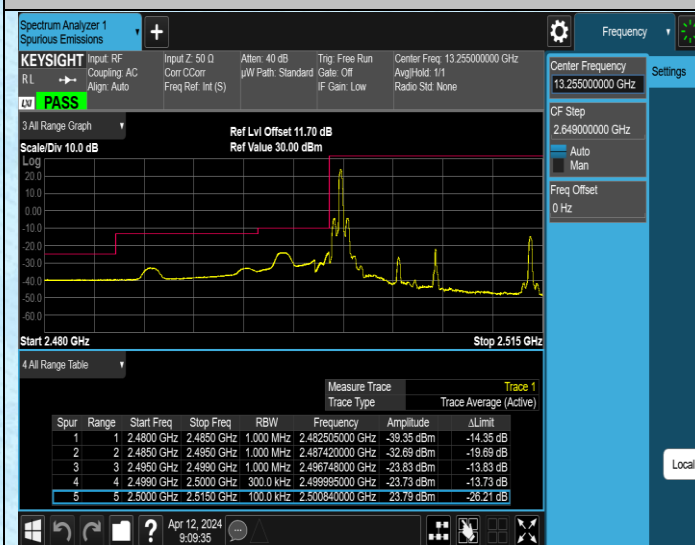 Spectrum Analyzer 1
Spurious Emissions
Frequency
KEYSIGHT
R L
LXI
PASS
Input: RF
Coupling: AC
Align: Auto
Input Z: 50 Ω
Corr CCorr
Freq Ref: Int (S)
Atten: 40 dB
µW Path: Standard
Trig: Free Run
Gate: Off
IF Gain: Low
Center Freq: 13.255000000 GHz
Avg|Hold: 1/1
Radio Std: None
Center Frequency
13.255000000 GHz
Settings
CF Step
2.649000000 GHz
Auto
Man
Freq Offset
0 Hz
Local
3 All Range Graph
Scale/Div 10.0 dB
Ref Lvl Offset 11.70 dB
Ref Value 30.00 dBm
Log
20.0
10.0
0.00
-10.0
-20.0
-30.0
-40.0
-50.0
-60.0
Start 2.480 GHz
Stop 2.515 GHz
4 All Range Table
Measure Trace Trace 1
Trace Type Trace Average (Active)
Spur Range Start Freq Stop Freq RBW Frequency Amplitude ΔLimit
1 1 2.4800 GHz 2.4850 GHz 1.000 MHz 2.482505000 GHz -39.35 dBm -14.35 dB
2 2 2.4850 GHz 2.4950 GHz 1.000 MHz 2.487420000 GHz -32.69 dBm -19.69 dB
3 3 2.4950 GHz 2.4990 GHz 1.000 MHz 2.496748000 GHz -23.83 dBm -13.83 dB
4 4 2.4990 GHz 2.5000 GHz 300.0 kHz 2.499995000 GHz -23.73 dBm -13.73 dB
5 5 2.5000 GHz 2.5150 GHz 100.0 kHz 2.500840000 GHz 23.79 dBm -26.21 dB
Apr 12, 2024
9:09:35